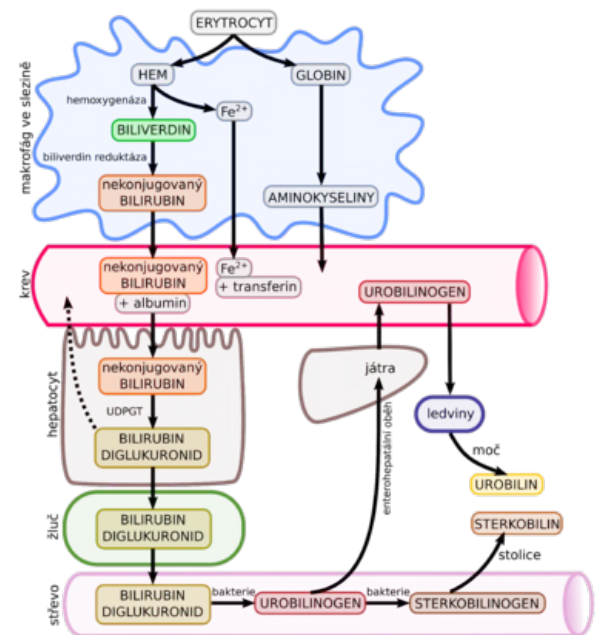 ERYTROCYT
HEM
GLOBIN
hemoxygenáza
Fe²⁺
BILIVERDIN
biliverdin reduktáza
nekonjugovaný
BILIRUBIN
AMINOKYSELINY
makrofág ve slezině
nekonjugovaný
BILIRUBIN
+ albumin
Fe²⁺
+ transferin
UROBILINOGEN
krev
nekonjugovaný
BILIRUBIN
UDPGT
BILIRUBIN
DIGLUKURONID
hepatocyt
játra
enterohepatální oběh
ledviny
moč
UROBILIN
BILIRUBIN
DIGLUKURONID
žluč
STERKOBILIN
stolice
BILIRUBIN
DIGLUKURONID
bakterie
UROBILINOGEN
bakterie
STERKOBILINOGEN
střevo